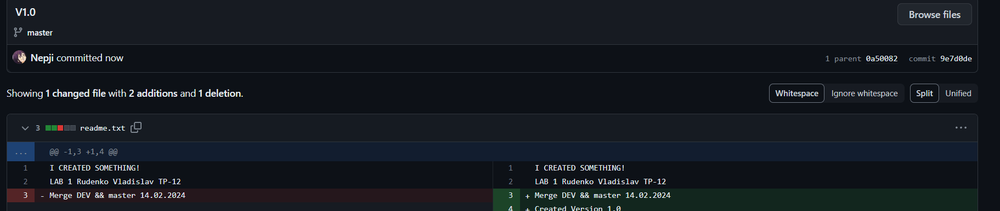 V1.0
Browse files
master
Nepji committed now
1 parent 0a50082 commit 9e7d0de
Showing 1 changed file with 2 additions and 1 deletion.
Whitespace Ignore whitespace Split Unified
3 readme.txt
... @@ -1,3 +1,4 @@
1 I CREATED SOMETHING! 1 I CREATED SOMETHING!
2 LAB 1 Rudenko Vladislav TP-12 2 LAB 1 Rudenko Vladislav TP-12
3 - Merge DEV && master 14.02.2024 3 + Merge DEV && master 14.02.2024
4 + Created Version 1.0